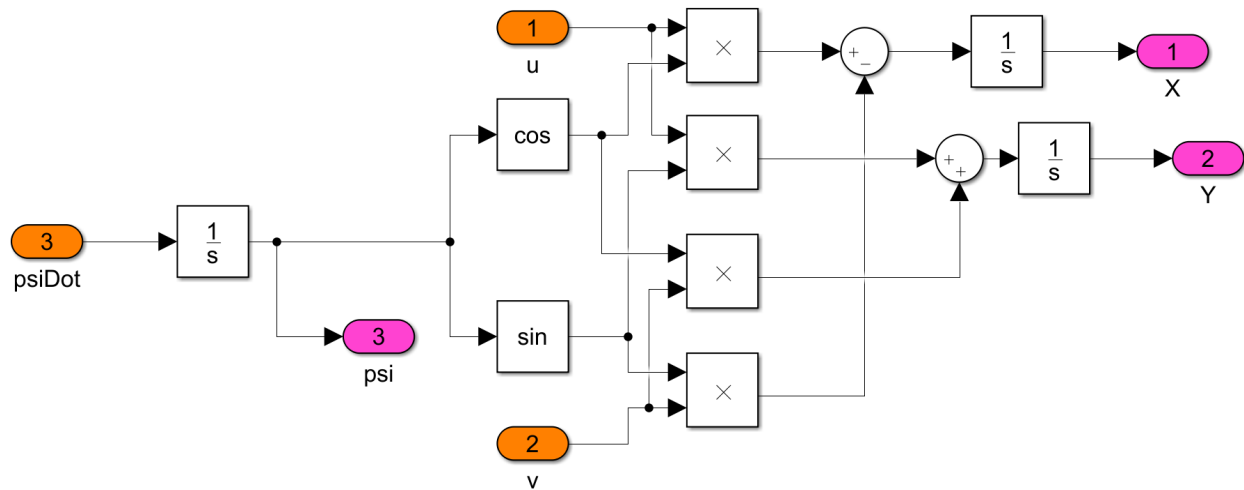 1
u
×
+
−
1
s
1
X
cos
×
+
+
1
s
2
Y
3
psiDot
1
s
×
3
psi
sin
×
2
v